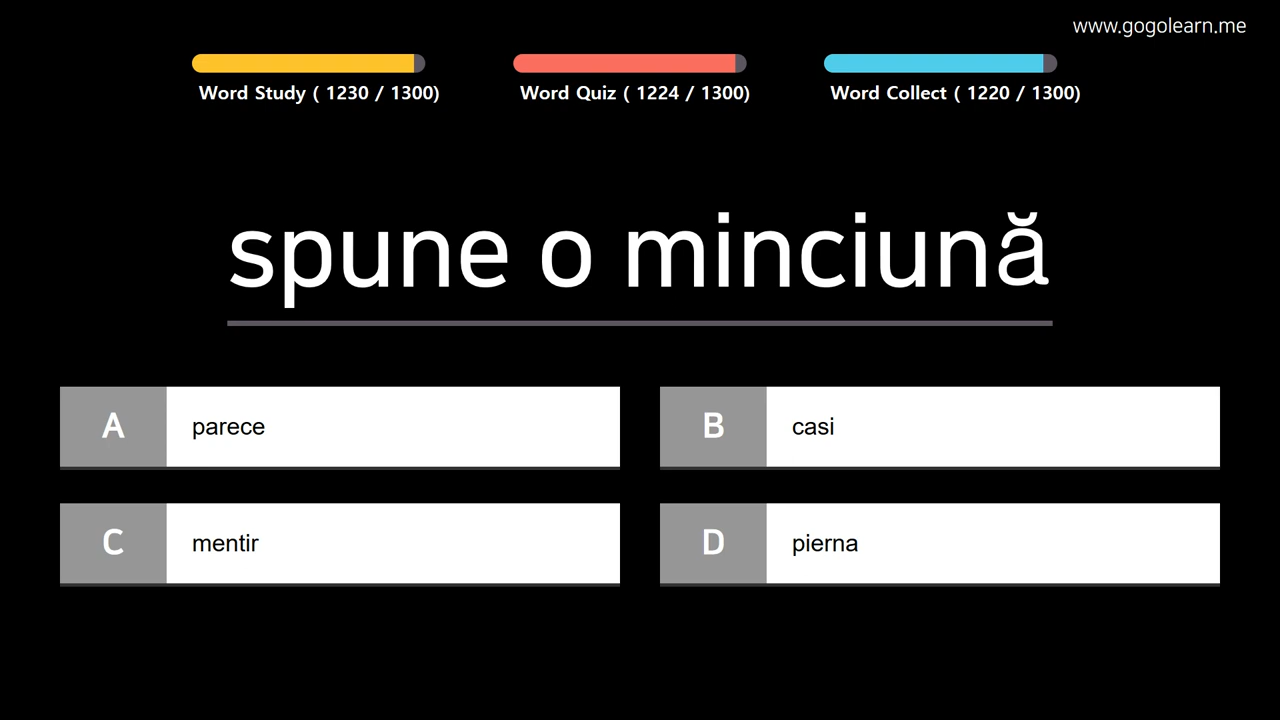 www.gogolearn.me
Word Study ( 1230 / 1300)
Word Quiz ( 1224 / 1300)
Word Collect ( 1220 / 1300)
spune o minciună
A parece
B casi
C mentir
D pierna